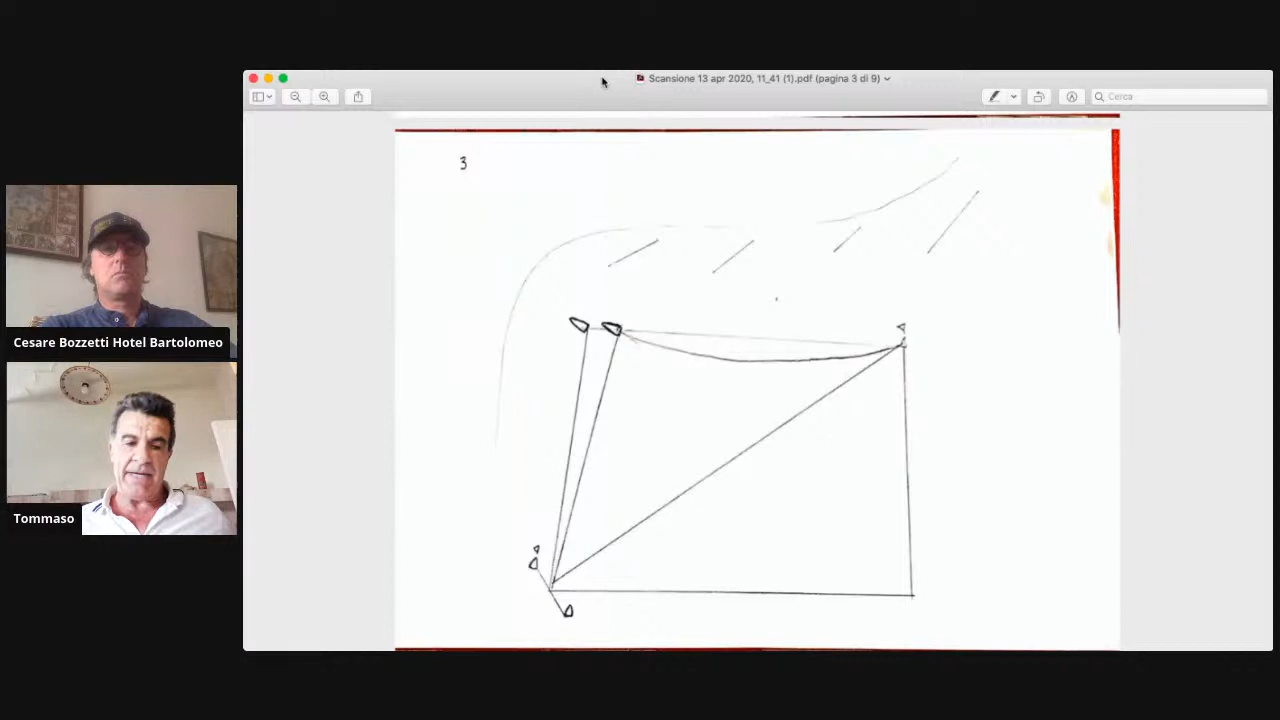 Scansione 13 apr 2020, 11_41 (1).pdf (pagina 3 di 9)
Cerca
3
Cesare Bozzetti Hotel Bartolomeo
Tommaso